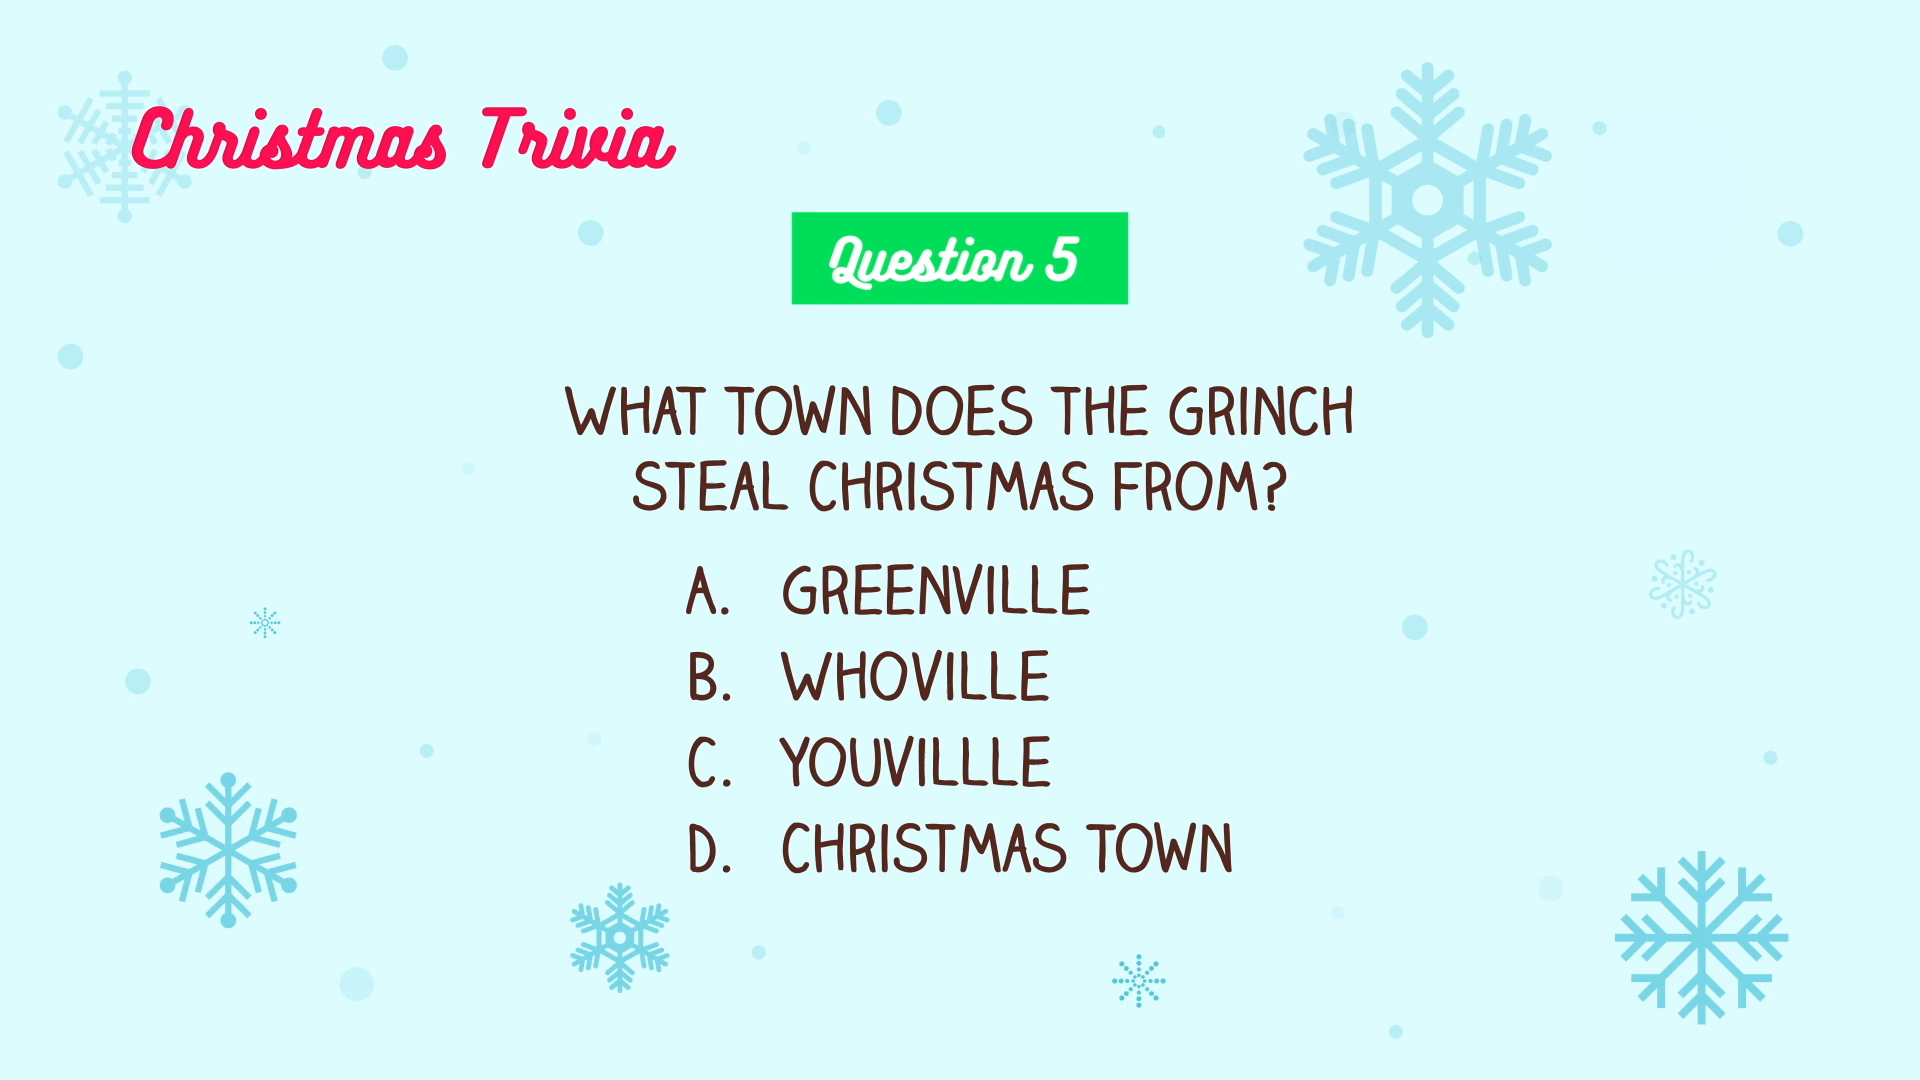 Christmas Trivia
Question 5
WHAT TOWN DOES THE GRINCH
STEAL CHRISTMAS FROM?
A. GREENVILLE
B. WHOVILLE
C. YOUVILLLE
D. CHRISTMAS TOWN